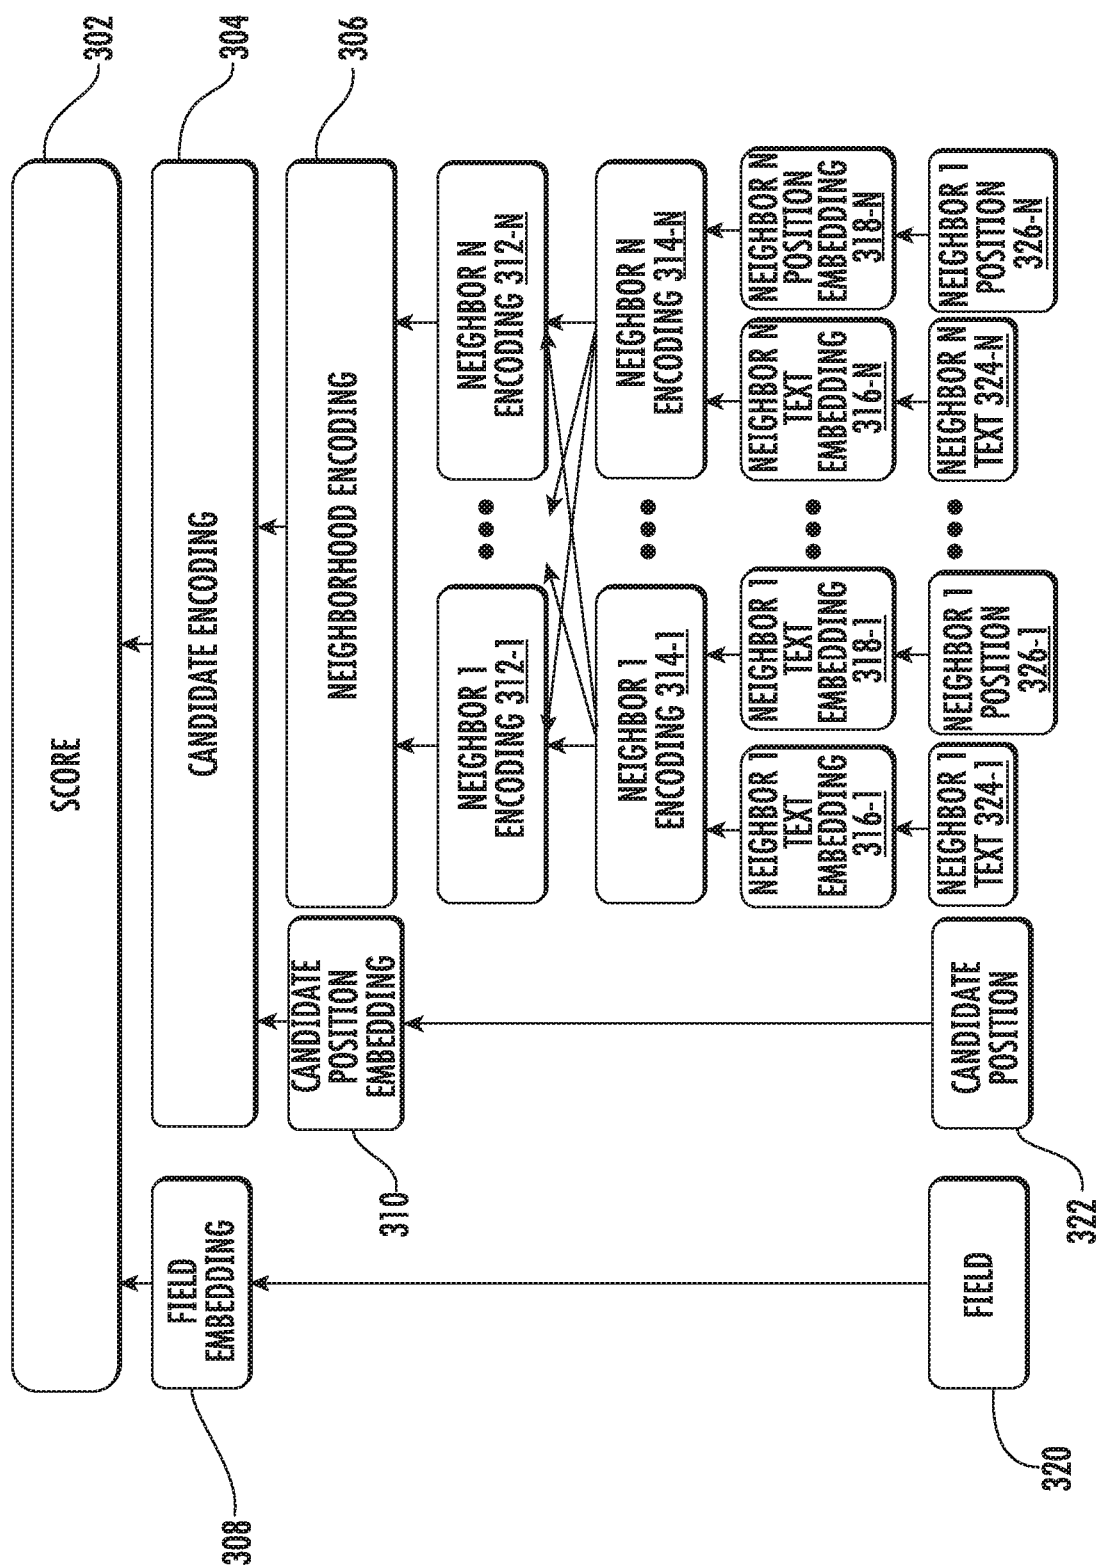 SCORE
302
FIELD
EMBEDDING
308
CANDIDATE ENCODING
304
CANDIDATE
POSITION
EMBEDDING
310
NEIGHBORHOOD ENCODING
306
NEIGHBOR 1
ENCODING 312-1
NEIGHBOR N
ENCODING 312-N
NEIGHBOR 1
ENCODING 314-1
NEIGHBOR N
ENCODING 314-N
NEIGHBOR 1
TEXT
EMBEDDING
316-1
NEIGHBOR 1
TEXT
EMBEDDING
318-1
NEIGHBOR N
TEXT
EMBEDDING
316-N
NEIGHBOR N
POSITION
EMBEDDING
318-N
FIELD
320
CANDIDATE
POSITION
322
NEIGHBOR 1
TEXT 324-1
NEIGHBOR 1
POSITION
326-1
NEIGHBOR N
TEXT 324-N
NEIGHBOR 1
POSITION
326-N